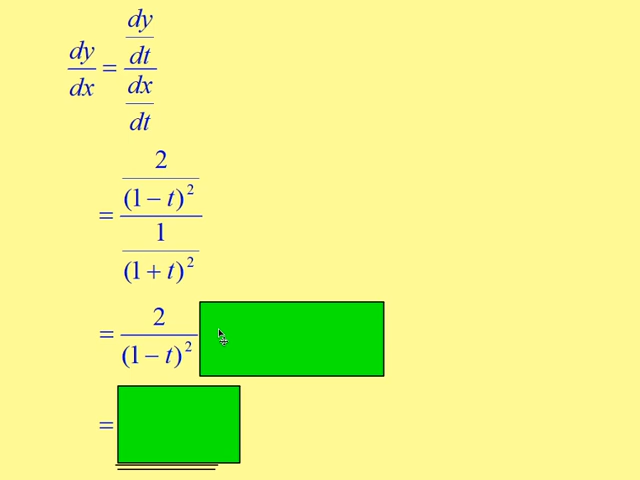 dy/dx = (dy/dt)/(dx/dt)
= (2/(1 − t)²)/(1/(1 + t)²)
= 2/(1 − t)²
=